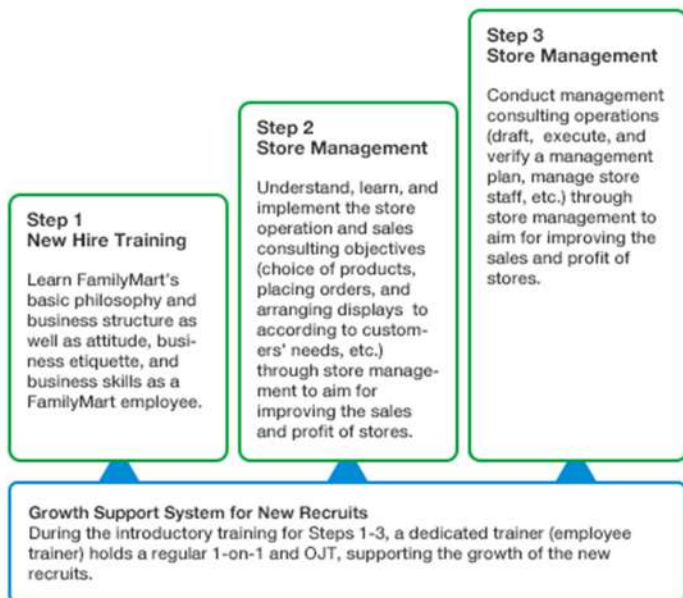 Step 1
New Hire Training
Learn FamilyMart's
basic philosophy and
business structure as
well as attitude, busi-
ness etiquette, and
business skills as a
FamilyMart employee.
Step 2
Store Management
Understand, learn, and
implement the store
operation and sales
consulting objectives
(choice of products,
placing orders, and
arranging displays to
according to custom-
ers' needs, etc.)
through store manage-
ment to aim for
improving the sales
and profit of stores.
Step 3
Store Management
Conduct management
consulting operations
(draft, execute, and
verify a management
plan, manage store
staff, etc.) through
store management to
aim for improving the
sales and profit of
stores.
Growth Support System for New Recruits
During the introductory training for Steps 1-3, a dedicated trainer (employee
trainer) holds a regular 1-on-1 and OJT, supporting the growth of the new
recruits.